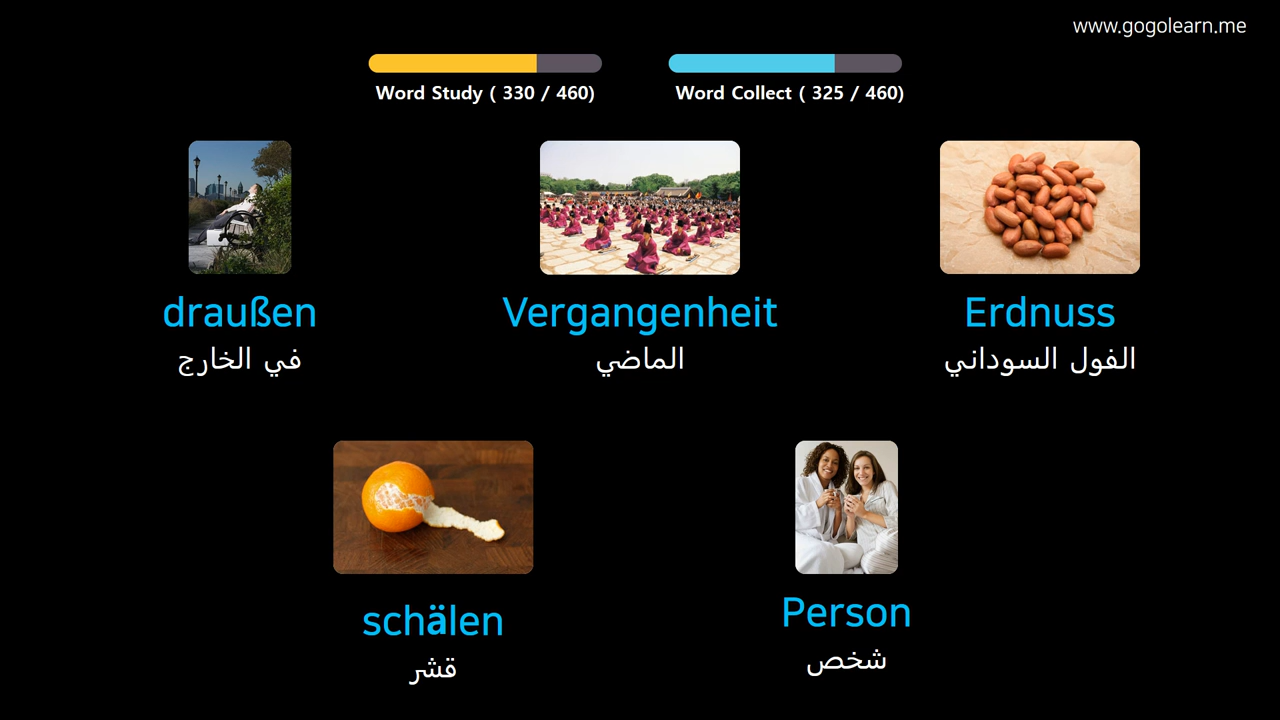 www.gogolearn.me
Word Study ( 330 / 460)
Word Collect ( 325 / 460)
draußen
في الخارج
Vergangenheit
الماضي
Erdnuss
الفول السوداني
schälen
قشر
Person
شخص